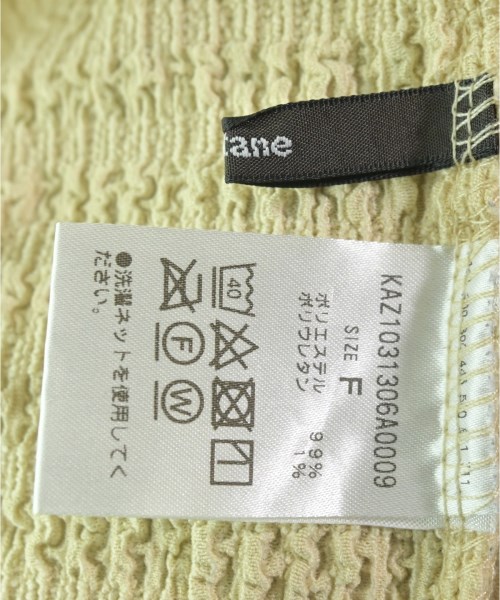 tane
KAZ1031306A0009
SIZE F
ポリエステル 99%
ポリウレタン 1%
40
F W
●洗濯ネットを使用してく
ださい。